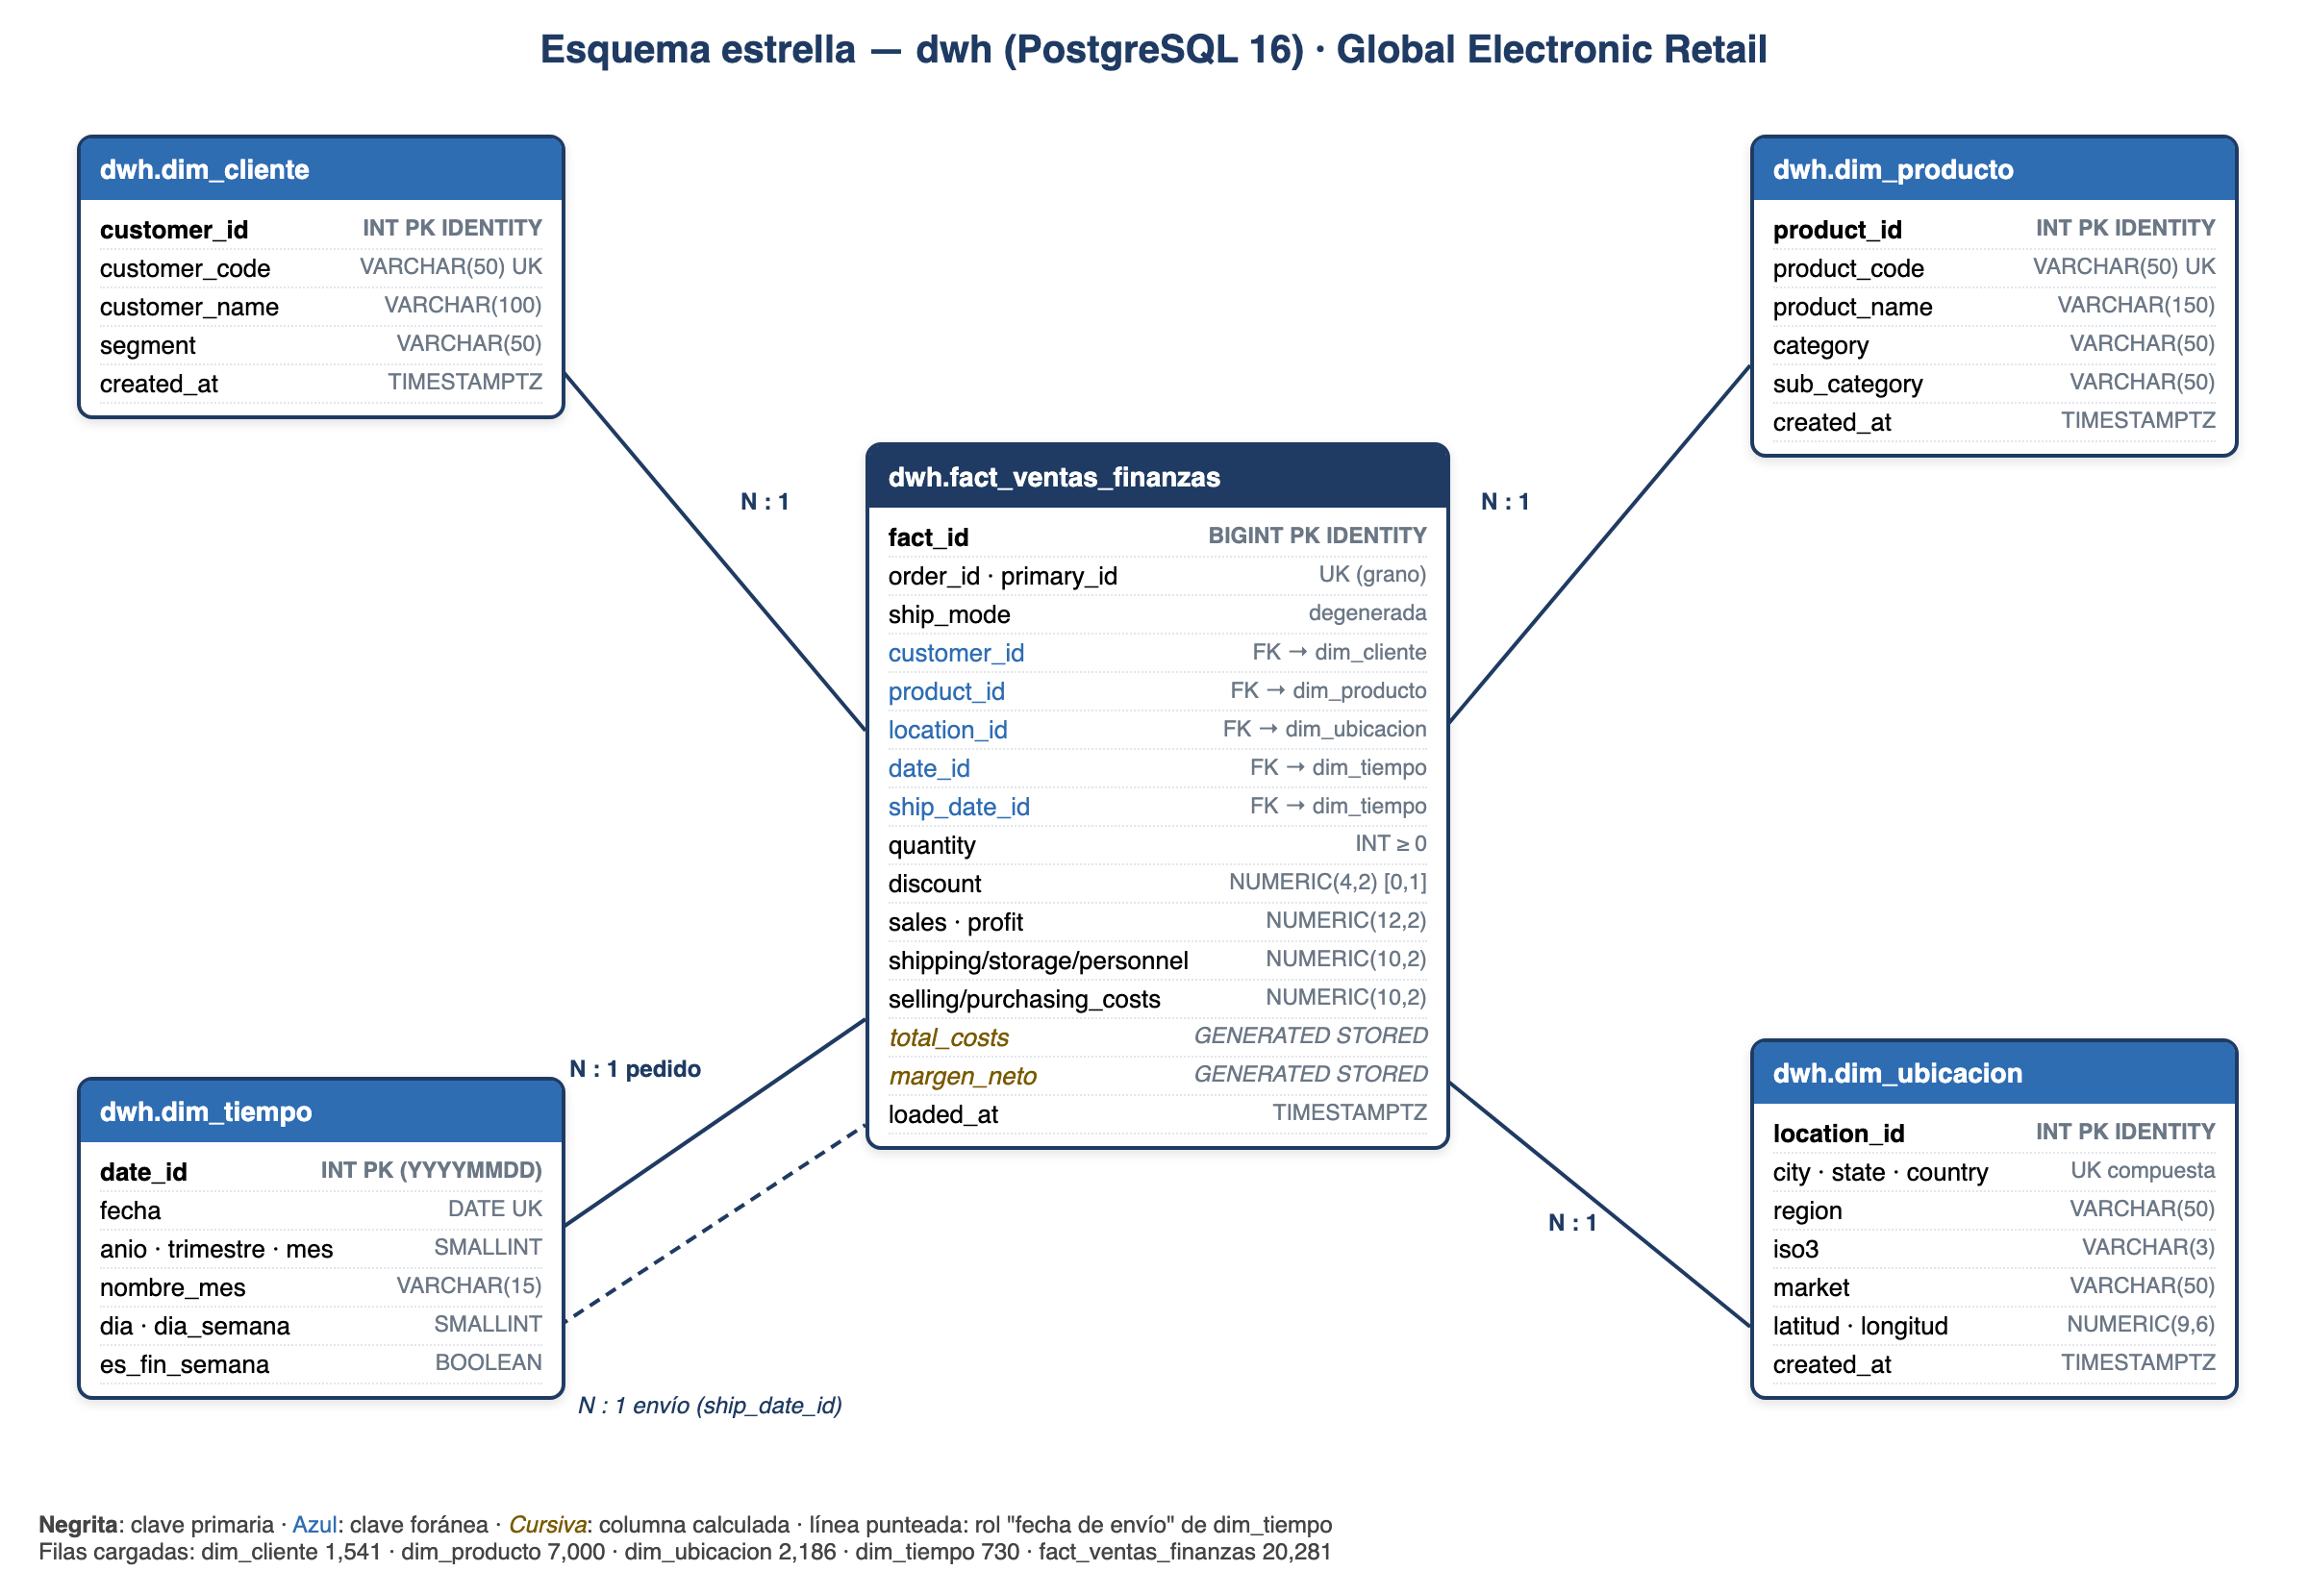 Esquema estrella — dwh (PostgreSQL 16) · Global Electronic Retail
dwh.dim_cliente
customer_id INT PK IDENTITY
customer_code VARCHAR(50) UK
customer_name VARCHAR(100)
segment VARCHAR(50)
created_at TIMESTAMPTZ
dwh.dim_producto
product_id INT PK IDENTITY
product_code VARCHAR(50) UK
product_name VARCHAR(150)
category VARCHAR(50)
sub_category VARCHAR(50)
created_at TIMESTAMPTZ
N : 1
N : 1
dwh.fact_ventas_finanzas
fact_id BIGINT PK IDENTITY
order_id · primary_id UK (grano)
ship_mode degenerada
customer_id FK → dim_cliente
product_id FK → dim_producto
location_id FK → dim_ubicacion
date_id FK → dim_tiempo
ship_date_id FK → dim_tiempo
quantity INT ≥ 0
discount NUMERIC(4,2) [0,1]
sales · profit NUMERIC(12,2)
shipping/storage/personnel NUMERIC(10,2)
selling/purchasing_costs NUMERIC(10,2)
total_costs GENERATED STORED
margen_neto GENERATED STORED
loaded_at TIMESTAMPTZ
N : 1 pedido
dwh.dim_tiempo
date_id INT PK (YYYYMMDD)
fecha DATE UK
anio · trimestre · mes SMALLINT
nombre_mes VARCHAR(15)
dia · dia_semana SMALLINT
es_fin_semana BOOLEAN
N : 1 envío (ship_date_id)
N : 1
dwh.dim_ubicacion
location_id INT PK IDENTITY
city · state · country UK compuesta
region VARCHAR(50)
iso3 VARCHAR(3)
market VARCHAR(50)
latitud · longitud NUMERIC(9,6)
created_at TIMESTAMPTZ
Negrita: clave primaria · Azul: clave foránea · Cursiva: columna calculada · línea punteada: rol "fecha de envío" de dim_tiempo
Filas cargadas: dim_cliente 1,541 · dim_producto 7,000 · dim_ubicacion 2,186 · dim_tiempo 730 · fact_ventas_finanzas 20,281